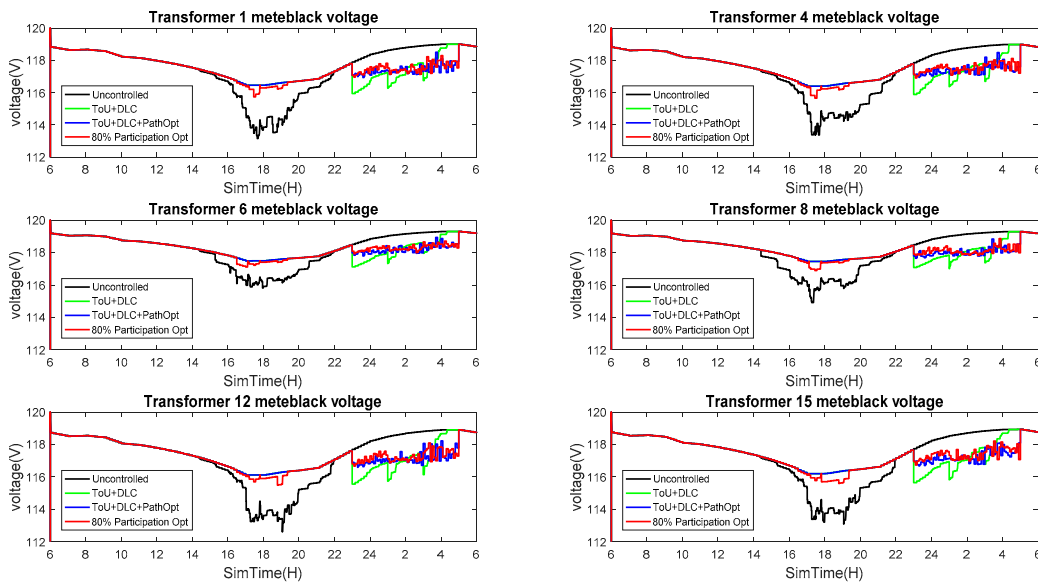 Transformer 1 meteblack voltage
120
118
116
114
112
voltage(V)
Uncontrolled
ToU+DLC
ToU+DLC+PathOpt
80% Participation Opt
6 8 10 12 14 16 18 20 22 24 2 4 6
SimTime(H)
Transformer 4 meteblack voltage
120
118
116
114
112
voltage(V)
Uncontrolled
ToU+DLC
ToU+DLC+PathOpt
80% Participation Opt
6 8 10 12 14 16 18 20 22 24 2 4 6
SimTime(H)
Transformer 6 meteblack voltage
120
118
116
114
112
voltage(V)
Uncontrolled
ToU+DLC
ToU+DLC+PathOpt
80% Participation Opt
6 8 10 12 14 16 18 20 22 24 2 4 6
SimTime(H)
Transformer 8 meteblack voltage
120
118
116
114
112
voltage(V)
Uncontrolled
ToU+DLC
ToU+DLC+PathOpt
80% Participation Opt
6 8 10 12 14 16 18 20 22 24 2 4 6
SimTime(H)
Transformer 12 meteblack voltage
120
118
116
114
112
voltage(V)
Uncontrolled
ToU+DLC
ToU+DLC+PathOpt
80% Participation Opt
6 8 10 12 14 16 18 20 22 24 2 4 6
SimTime(H)
Transformer 15 meteblack voltage
120
118
116
114
112
voltage(V)
Uncontrolled
ToU+DLC
ToU+DLC+PathOpt
80% Participation Opt
6 8 10 12 14 16 18 20 22 24 2 4 6
SimTime(H)